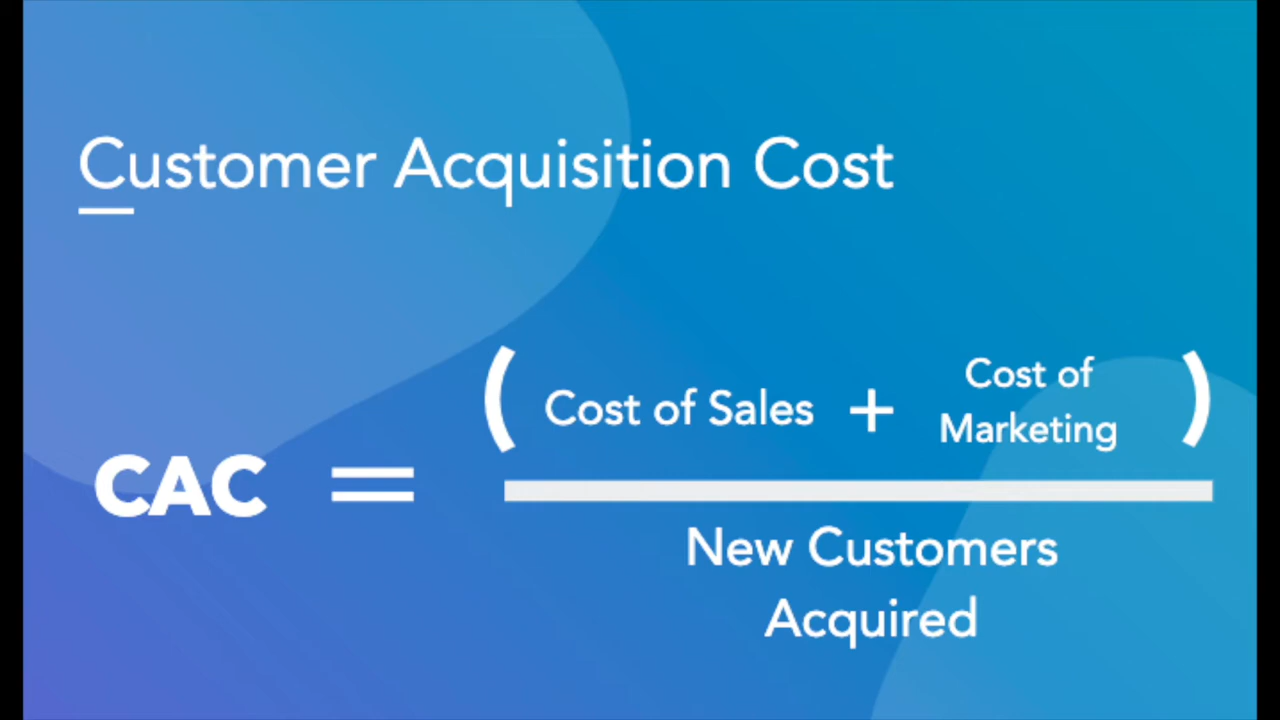 Customer Acquisition Cost
CAC = ( Cost of Sales + Cost of
Marketing )
New Customers
Acquired